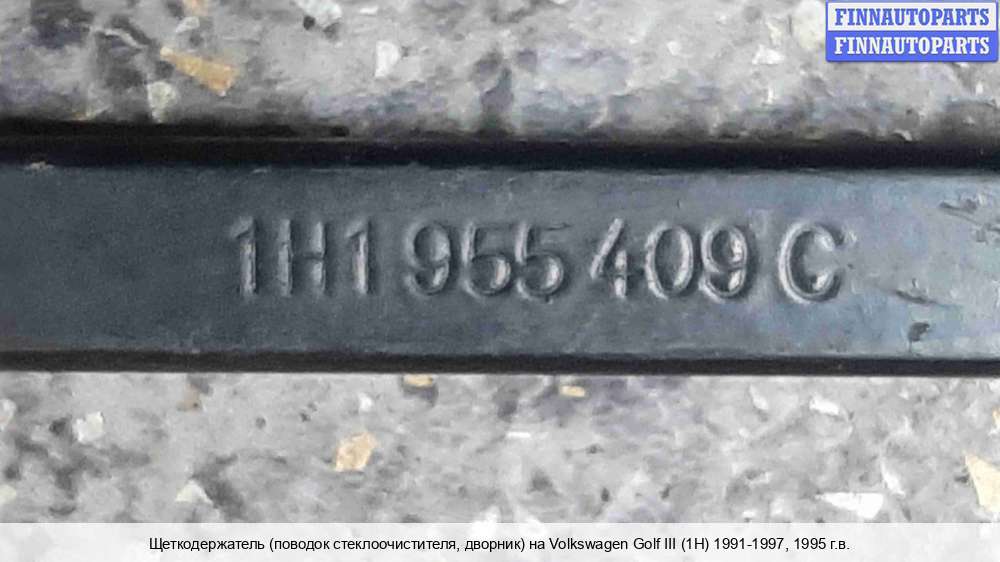 FINNAUTOPARTS
FINNAUTOPARTS
1H1 955 409 C
Щеткодержатель (поводок стеклоочистителя, дворник) на Volkswagen Golf III (1H) 1991-1997, 1995 г.в.